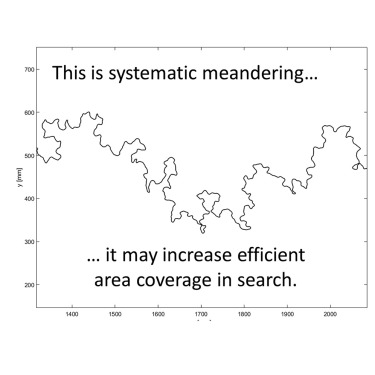 This is systematic meandering...
700
600
500
400
300
200
y [mm]
... it may increase efficient
area coverage in search.
1400 1500 1600 1700 1800 1900 2000